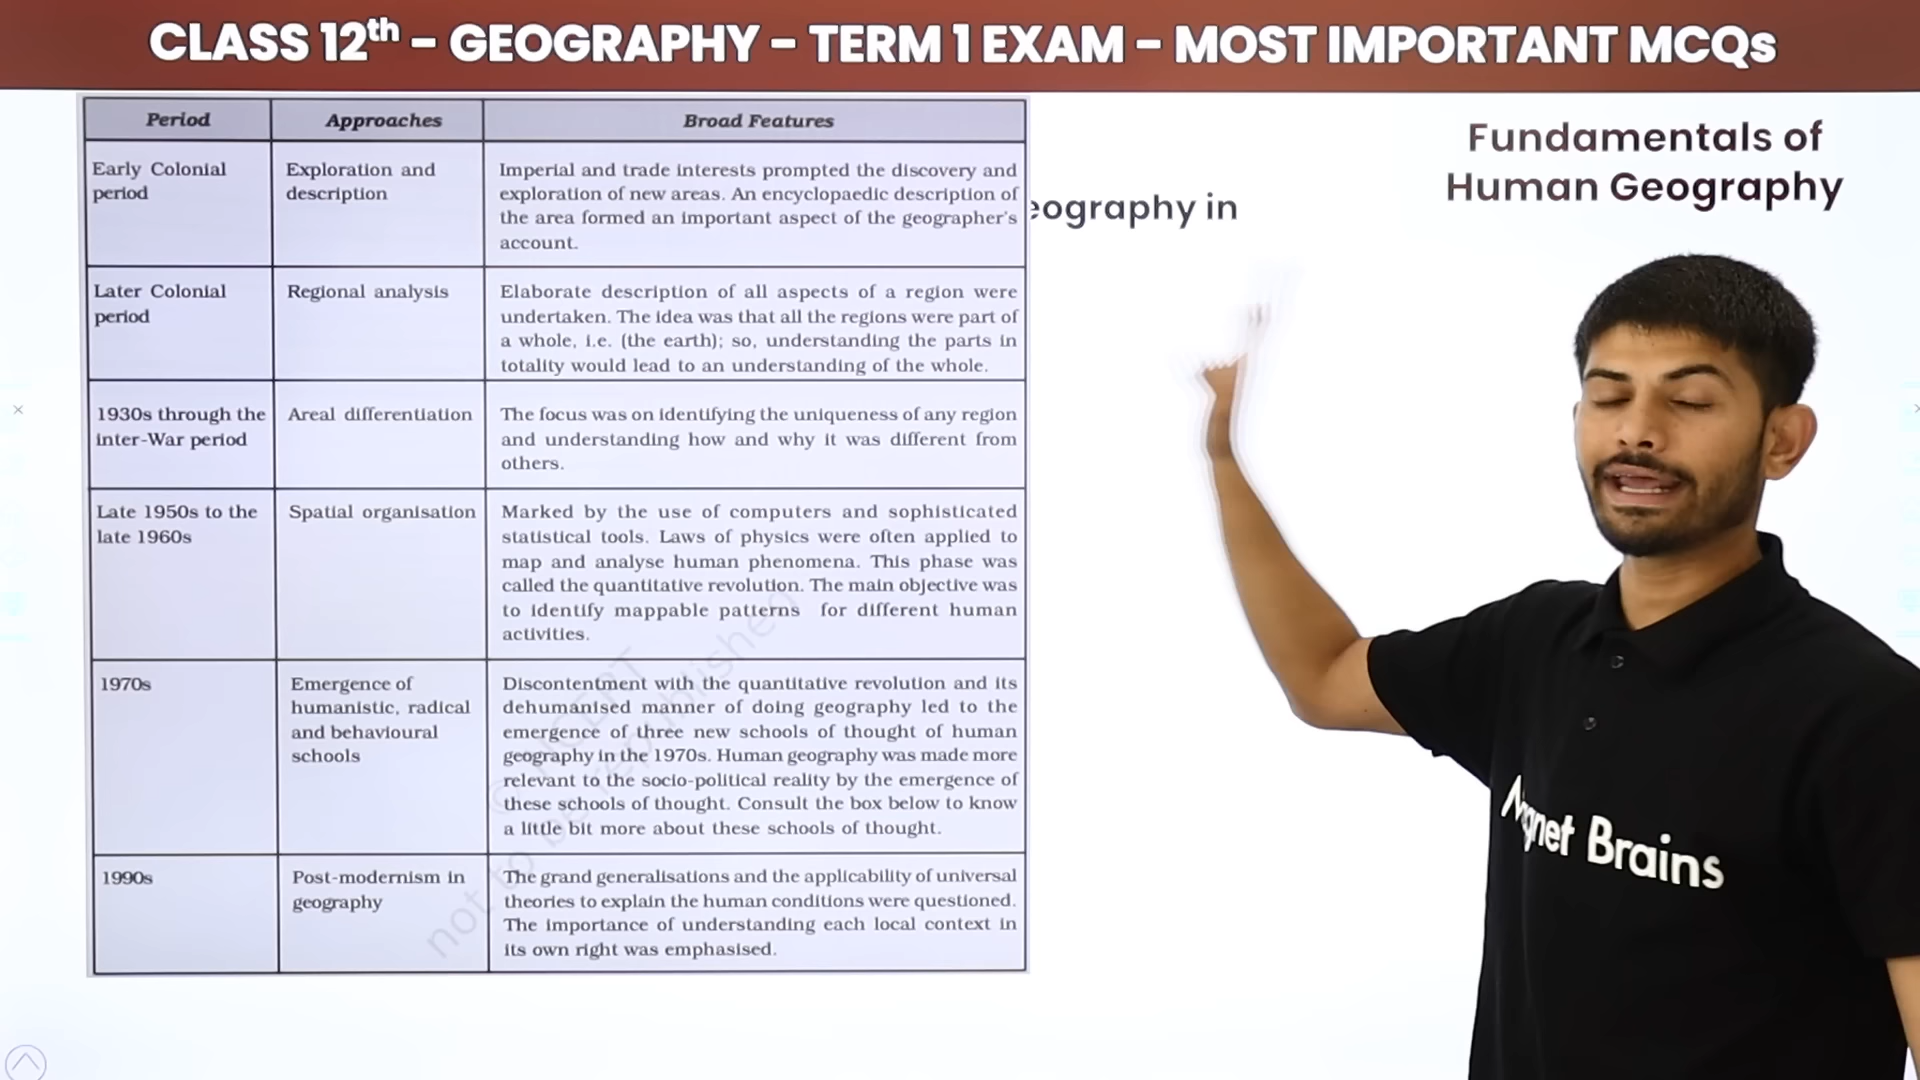 CLASS 12th – GEOGRAPHY – TERM 1 EXAM – MOST IMPORTANT MCQs
Fundamentals of
Human Geography
eography in
Period Approaches Broad Features
Early Colonial
period
Exploration and
description
Imperial and trade interests prompted the discovery and
exploration of new areas. An encyclopaedic description of
the area formed an important aspect of the geographer's
account.
Later Colonial
period
Regional analysis
Elaborate description of all aspects of a region were
undertaken. The idea was that all the regions were part of
a whole, i.e. (the earth); so, understanding the parts in
totality would lead to an understanding of the whole.
1930s through the
inter-War period
Areal differentiation
The focus was on identifying the uniqueness of any region
and understanding how and why it was different from
others.
Late 1950s to the
late 1960s
Spatial organisation
Marked by the use of computers and sophisticated
statistical tools. Laws of physics were often applied to
map and analyse human phenomena. This phase was
called the quantitative revolution. The main objective was
to identify mappable patterns for different human
activities.
1970s
Emergence of
humanistic, radical
and behavioural
schools
Discontentment with the quantitative revolution and its
dehumanised manner of doing geography led to the
emergence of three new schools of thought of human
geography in the 1970s. Human geography was made more
relevant to the socio-political reality by the emergence of
these schools of thought. Consult the box below to know
a little bit more about these schools of thought.
1990s
Post-modernism in
geography
The grand generalisations and the applicability of universal
theories to explain the human conditions were questioned.
The importance of understanding each local context in
its own right was emphasised.
© NCERT
not to be republished
Brains